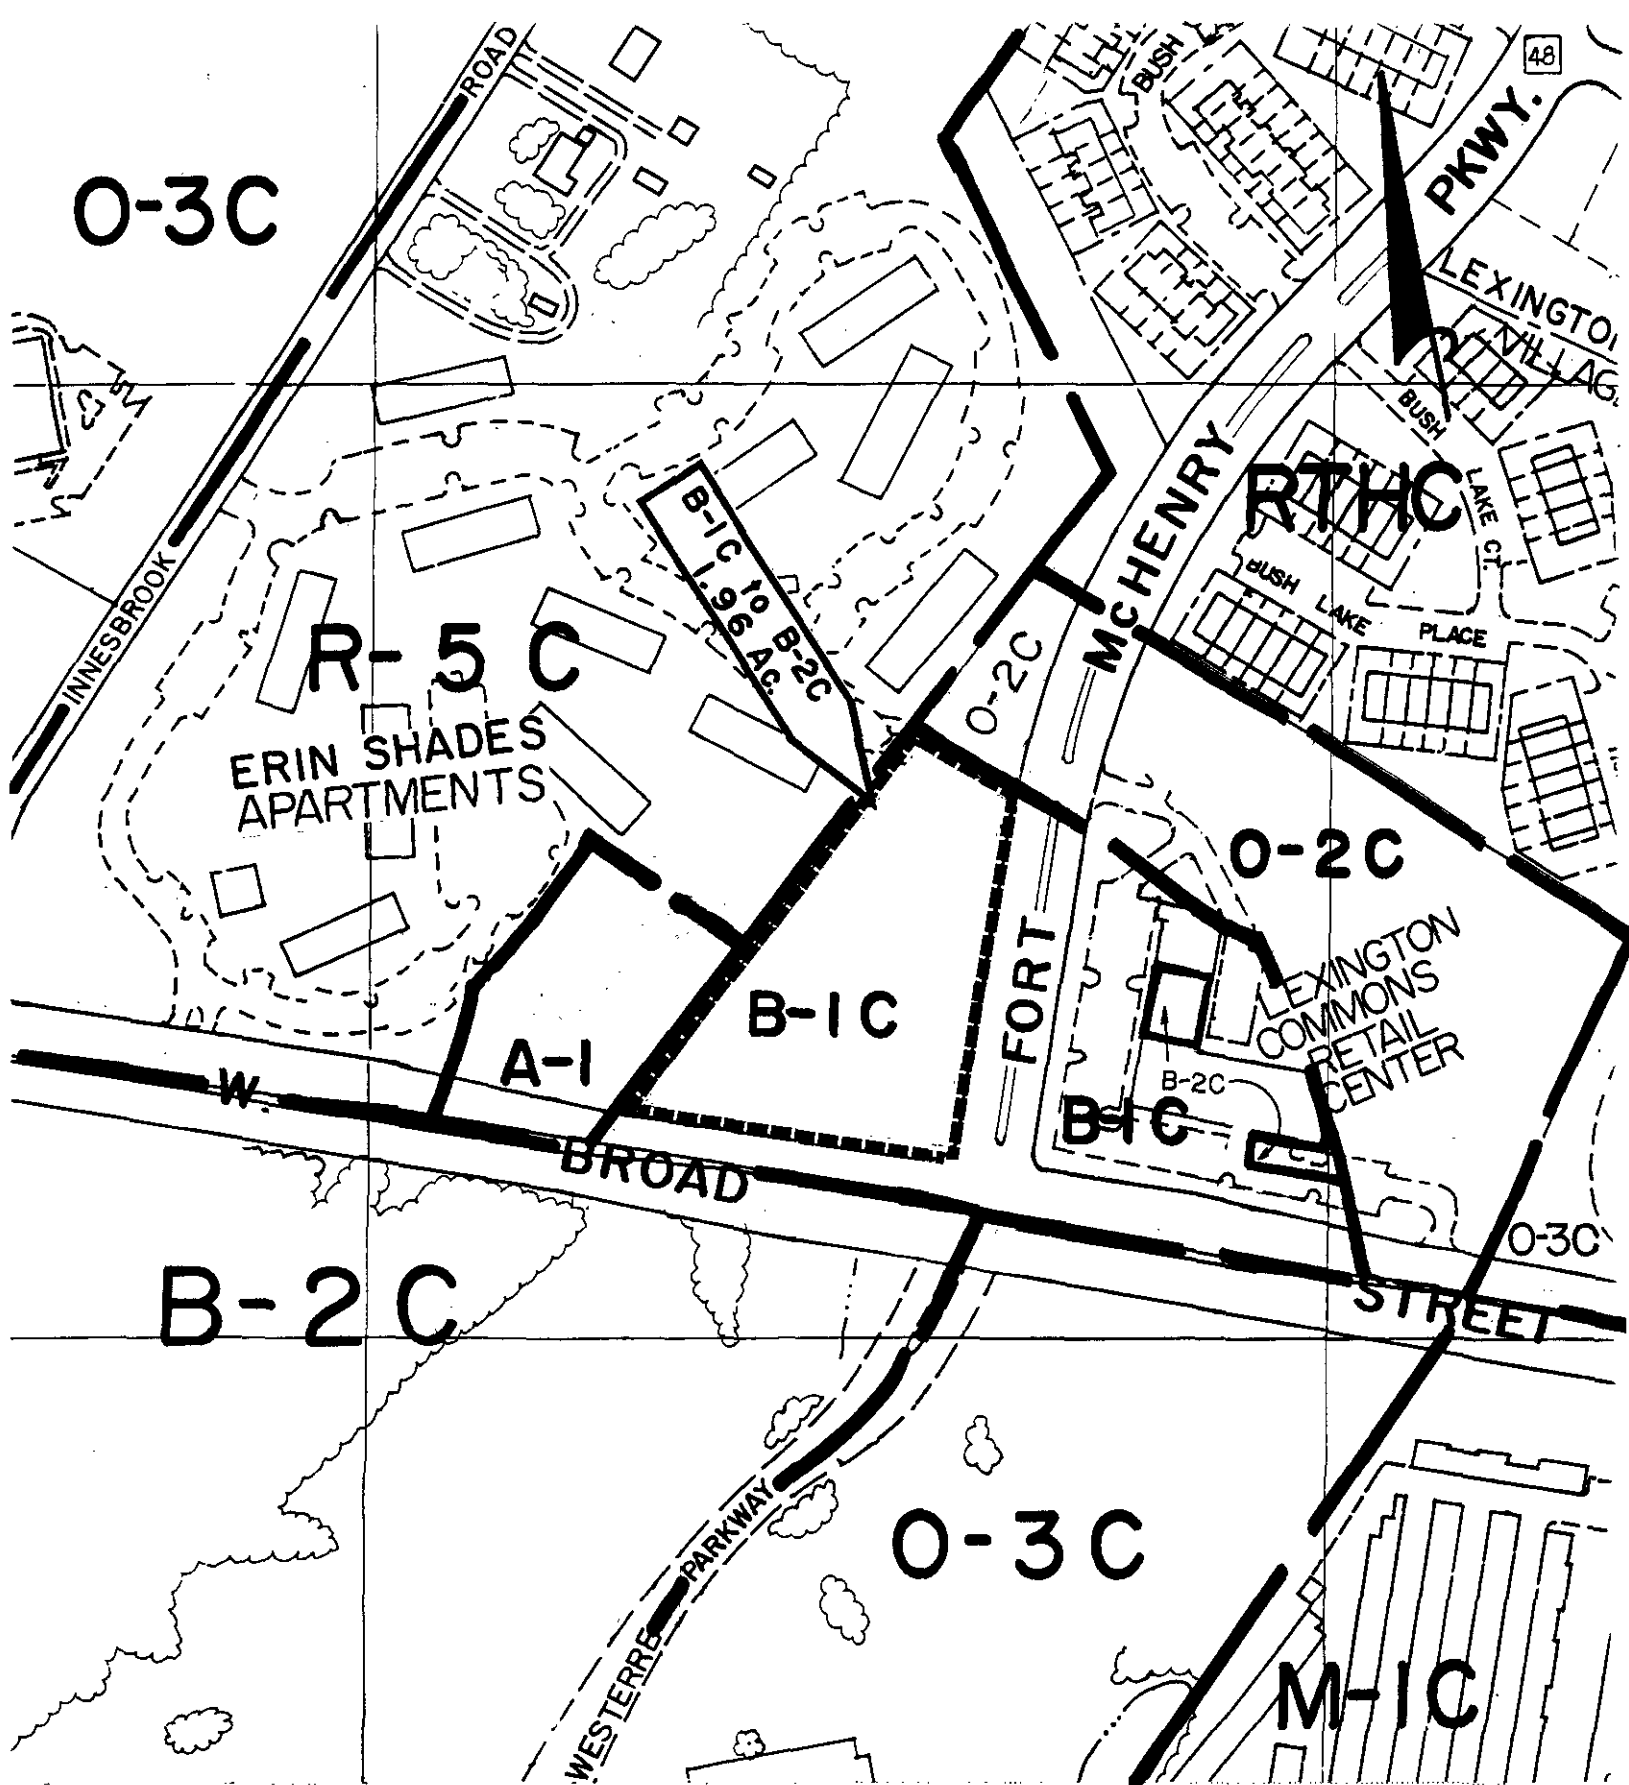 48
ROAD
BUSH
PKWY.
O-3C
LEXINGTON
VILLAG
BUSH
McHENRY
RTHC
LAKE CT.
B-1C to B-2C
1.96 Ac.
BUSH LAKE PLACE
INNESBROOK
R-5C
O-2C
ERIN SHADES
APARTMENTS
O-2C
FORT
LEXINGTON
COMMONS
RETAIL
CENTER
B-1C
A-1
B-2C
B-1C
W. BROAD STREET
O-3C
B-2C
PARKWAY
O-3C
WESTERRE
M-1C